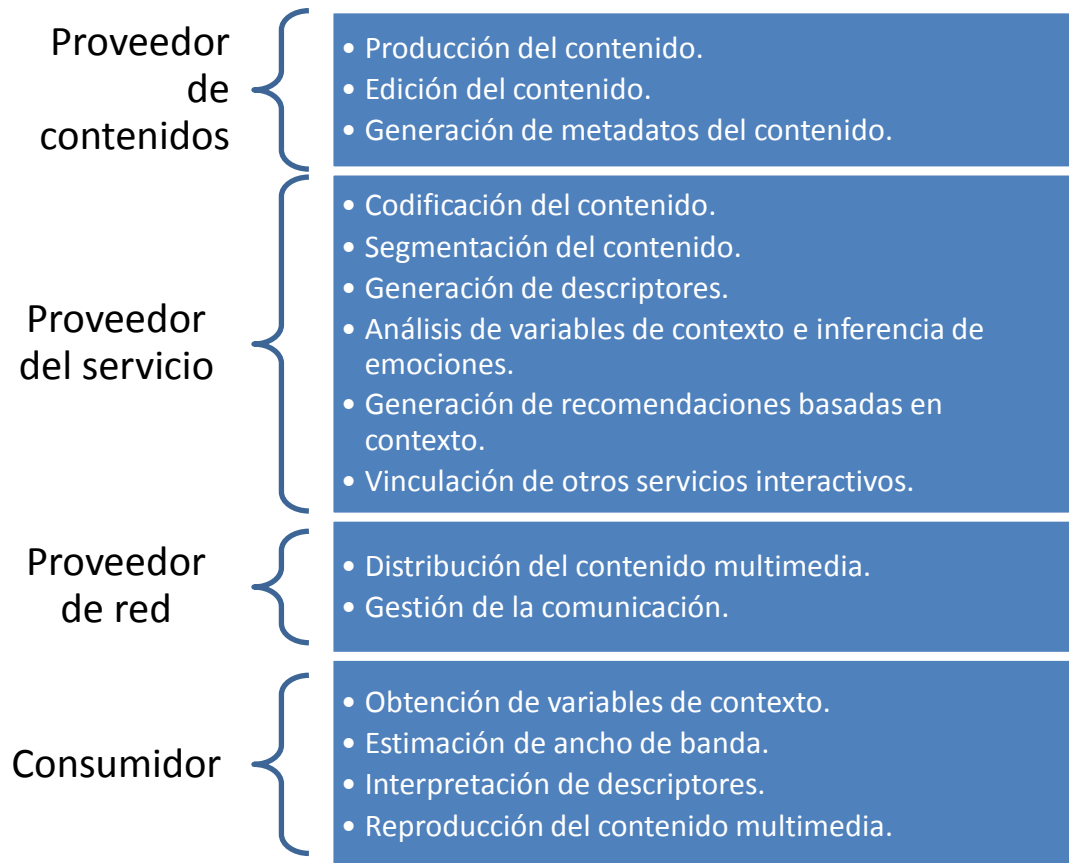 Proveedor
de
contenidos
• Producción del contenido.
• Edición del contenido.
• Generación de metadatos del contenido.
Proveedor
del servicio
• Codificación del contenido.
• Segmentación del contenido.
• Generación de descriptores.
• Análisis de variables de contexto e inferencia de
emociones.
• Generación de recomendaciones basadas en
contexto.
• Vinculación de otros servicios interactivos.
Proveedor
de red
• Distribución del contenido multimedia.
• Gestión de la comunicación.
Consumidor
• Obtención de variables de contexto.
• Estimación de ancho de banda.
• Interpretación de descriptores.
• Reproducción del contenido multimedia.